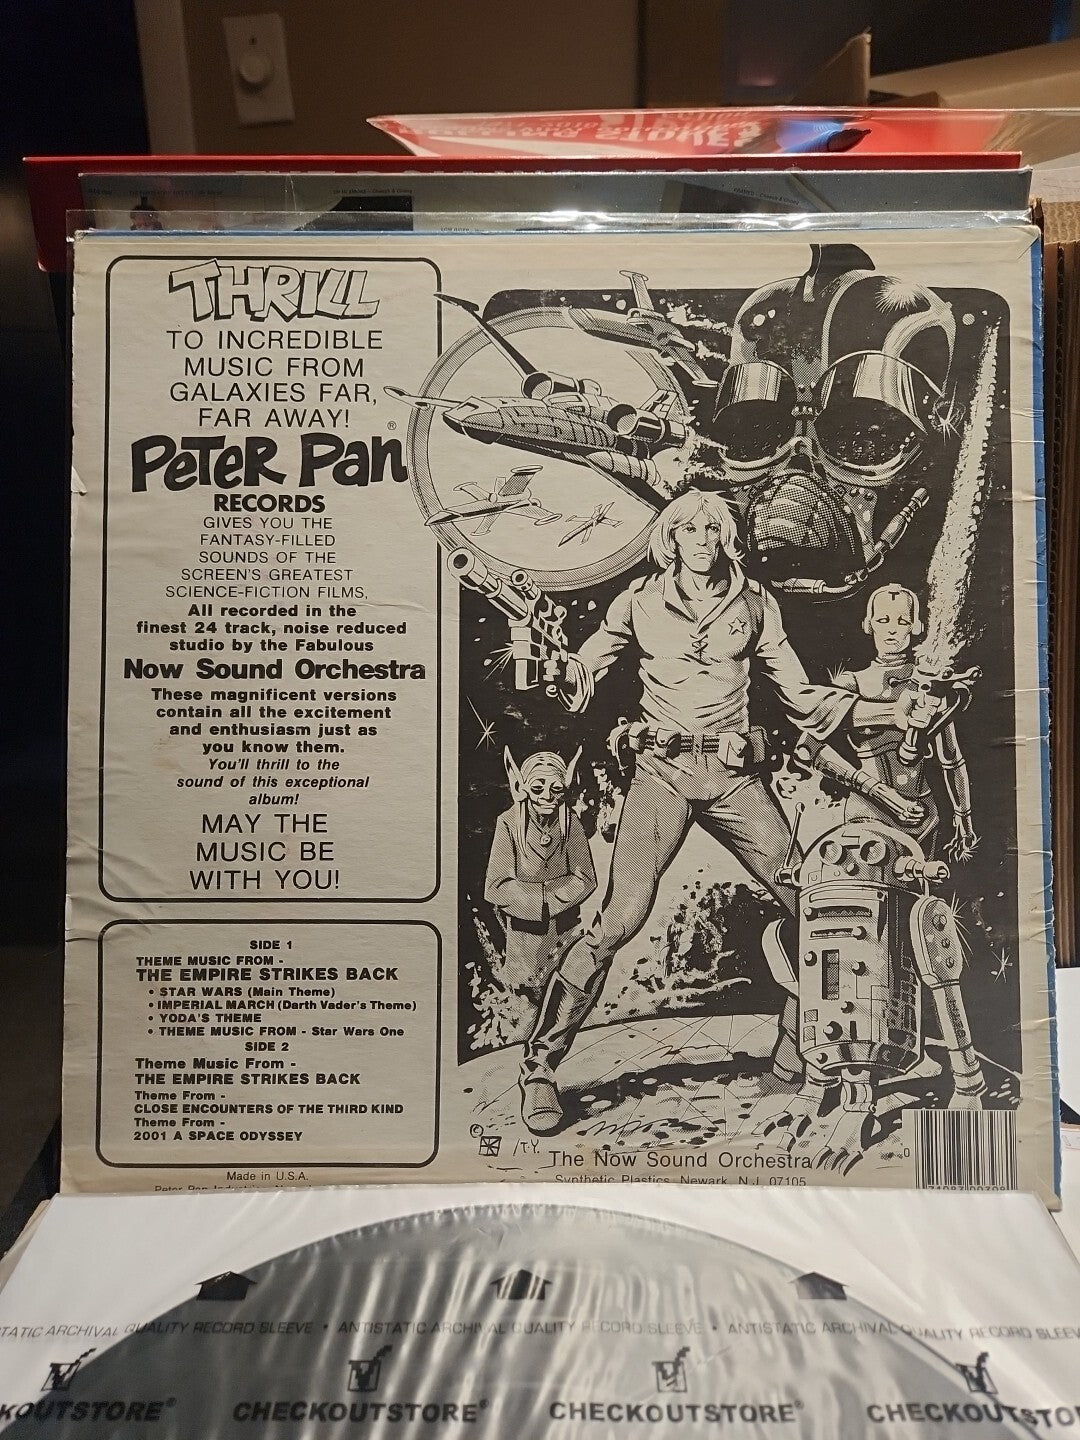 THRILL
TO INCREDIBLE
MUSIC FROM
GALAXIES FAR,
FAR AWAY!
PETER Pan®
RECORDS
GIVES YOU THE
FANTASY-FILLED
SOUNDS OF THE
SCREEN'S GREATEST
SCIENCE-FICTION FILMS,
All recorded in the
finest 24 track, noise reduced
studio by the Fabulous
Now Sound Orchestra
These magnificent versions
contain all the excitement
and enthusiasm just as
you know them.
You'll thrill to the
sound of this exceptional
album!
MAY THE
MUSIC BE
WITH YOU!
SIDE 1
THEME MUSIC FROM -
THE EMPIRE STRIKES BACK
• STAR WARS (Main Theme)
• IMPERIAL MARCH (Darth Vader's Theme)
• YODA'S THEME
• THEME MUSIC FROM - Star Wars One
SIDE 2
Theme Music From -
THE EMPIRE STRIKES BACK
Theme From -
CLOSE ENCOUNTERS OF THE THIRD KIND
Theme From -
2001 A SPACE ODYSSEY
Made in U.S.A.
Peter Pan
© /T.Y.
The Now Sound Orchestra
Synthetic Plastics, Newark, N.J. 07105
0
ARCHIVAL QUALITY RECORD SLEEVE • ANTISTATIC ARCHIVAL QUALITY RECORD SLEEVE • ANTISTATIC ARCHIVAL QUALITY RECORD
CHECKOUTSTORE® CHECKOUTSTORE®